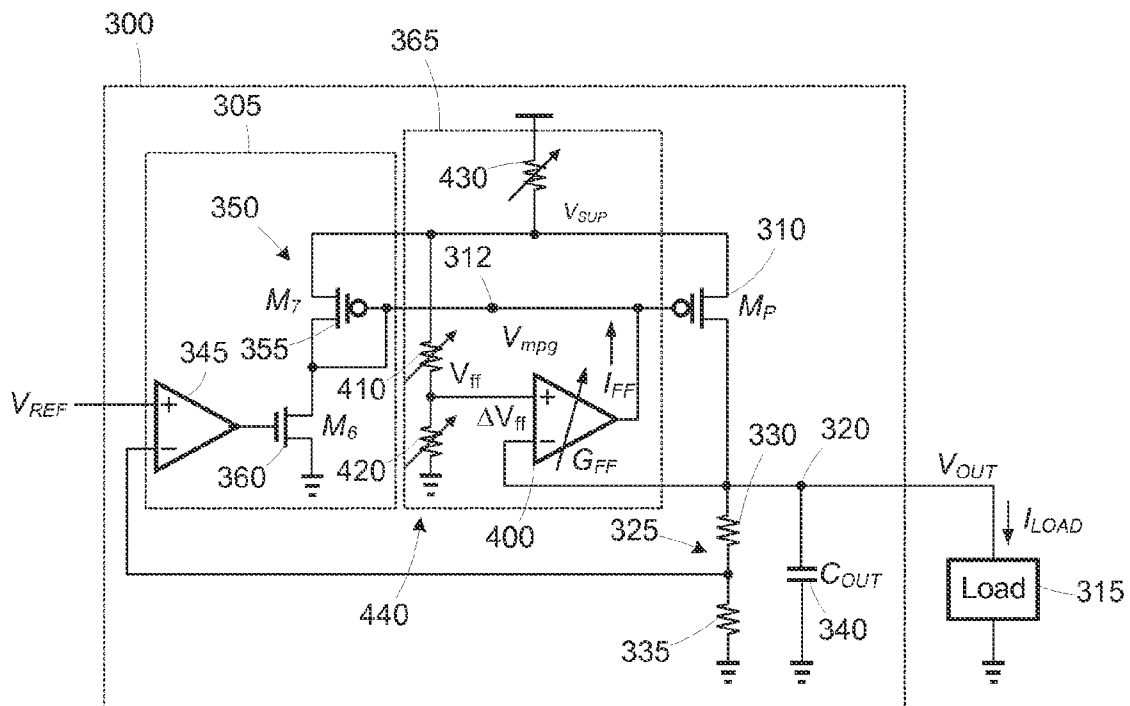 300
365
305
430
350
V_SUP
310
312
M_7
M_P
355
V_mpg
345
410
V_ff
I_FF
V_REF
+
−
M_6
+
ΔV_ff
−
420
G_FF
360
330
320
V_OUT
325
400
I_LOAD
440
C_OUT
Load
315
335
340